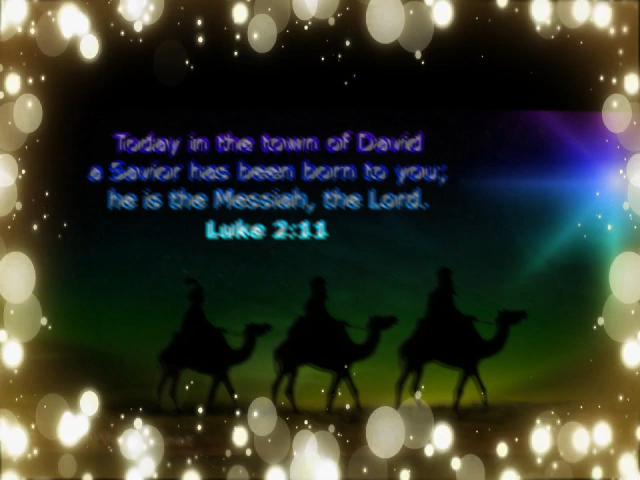 Today in the town of David
a Savior has been born to you;
he is the Messiah, the Lord.
Luke 2:11